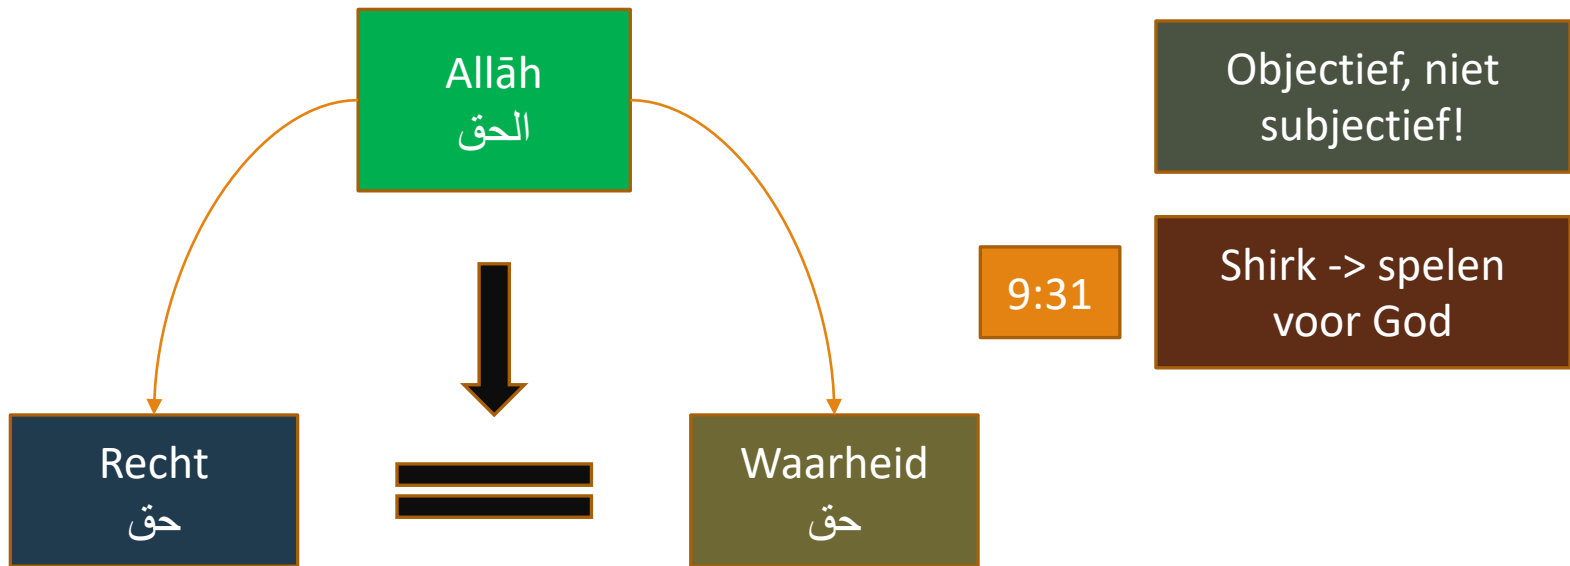 Allāh
الحق
Objectief, niet
subjectief!
9:31
Shirk -> spelen
voor God
Recht
حق
Waarheid
حق